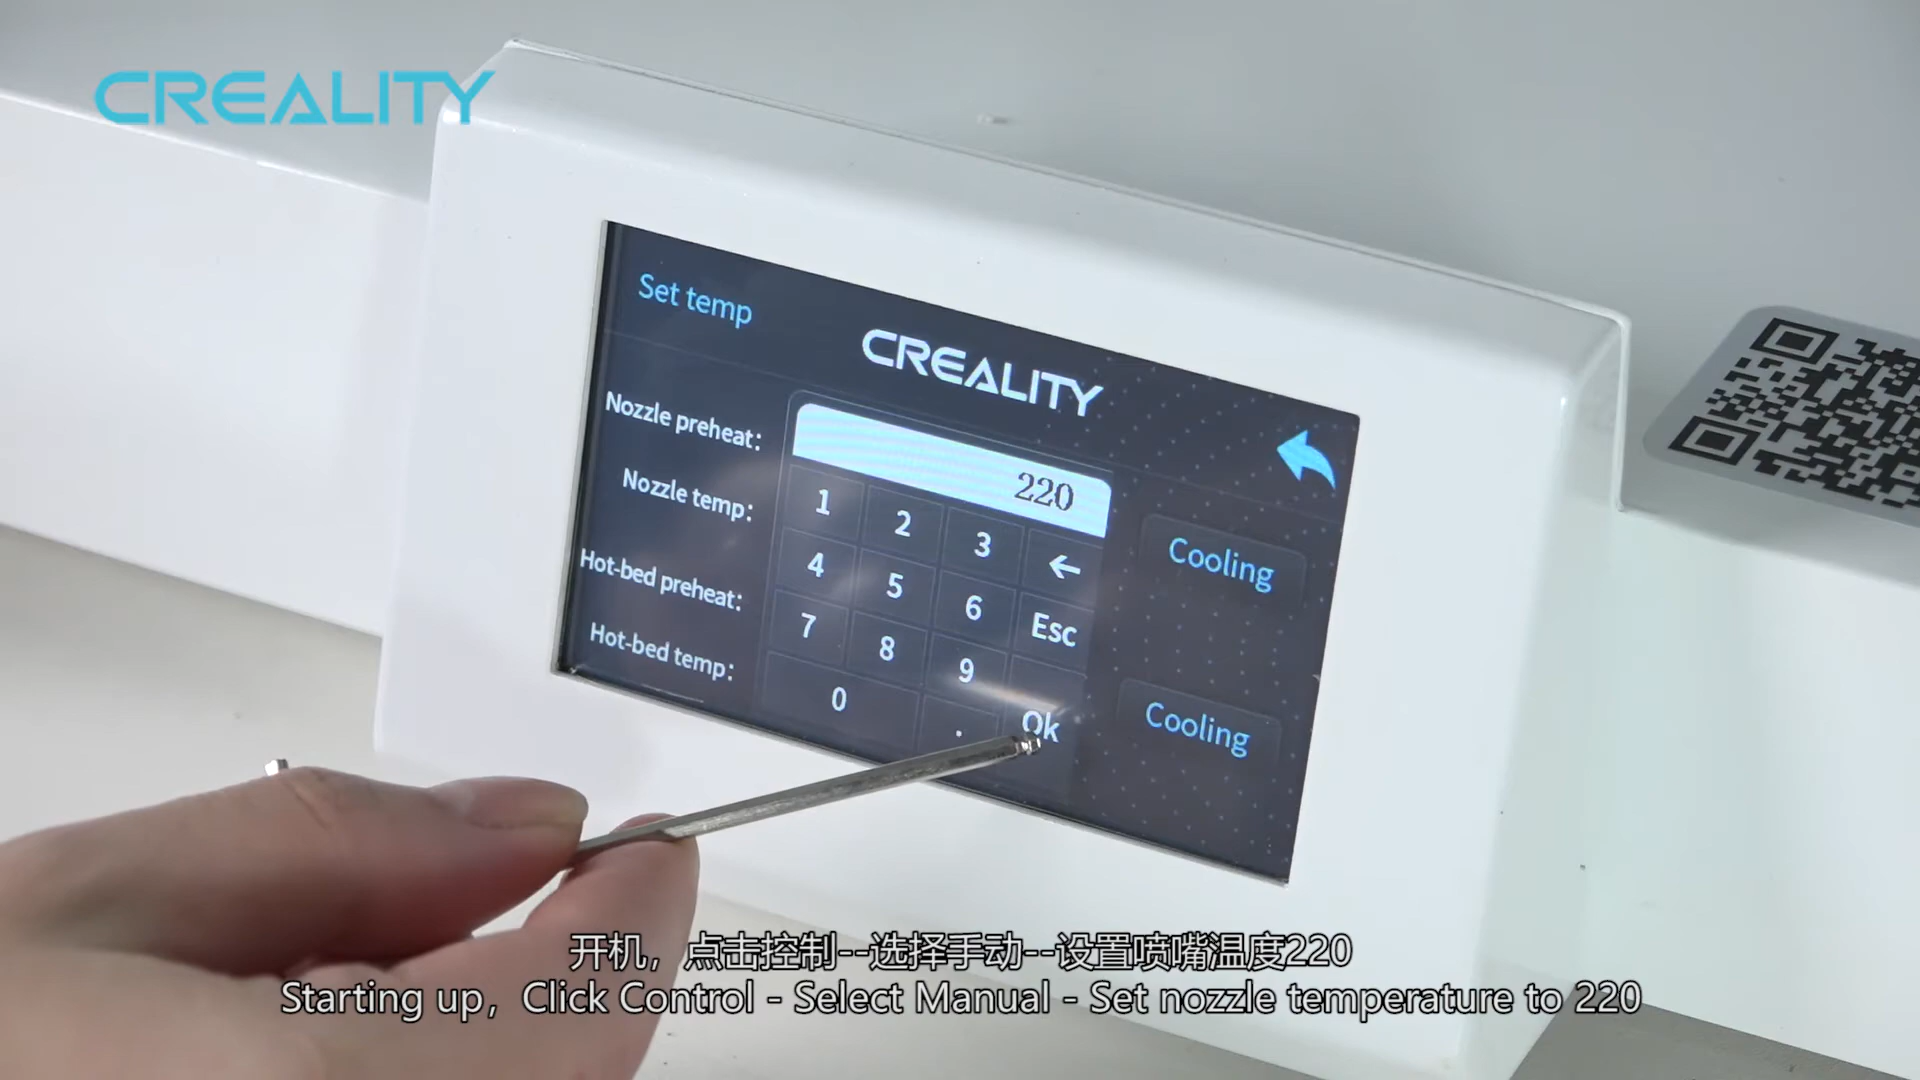 CREALITY
Set temp
CREALITY
Nozzle preheat:
220
Nozzle temp:
1 2 3 ←
Cooling
Hot-bed preheat:
4 5 6 Esc
Hot-bed temp:
7 8 9
0 . Ok
Cooling
开机，点击控制--选择手动--设置喷嘴温度220
Starting up, Click Control - Select Manual - Set nozzle temperature to 220